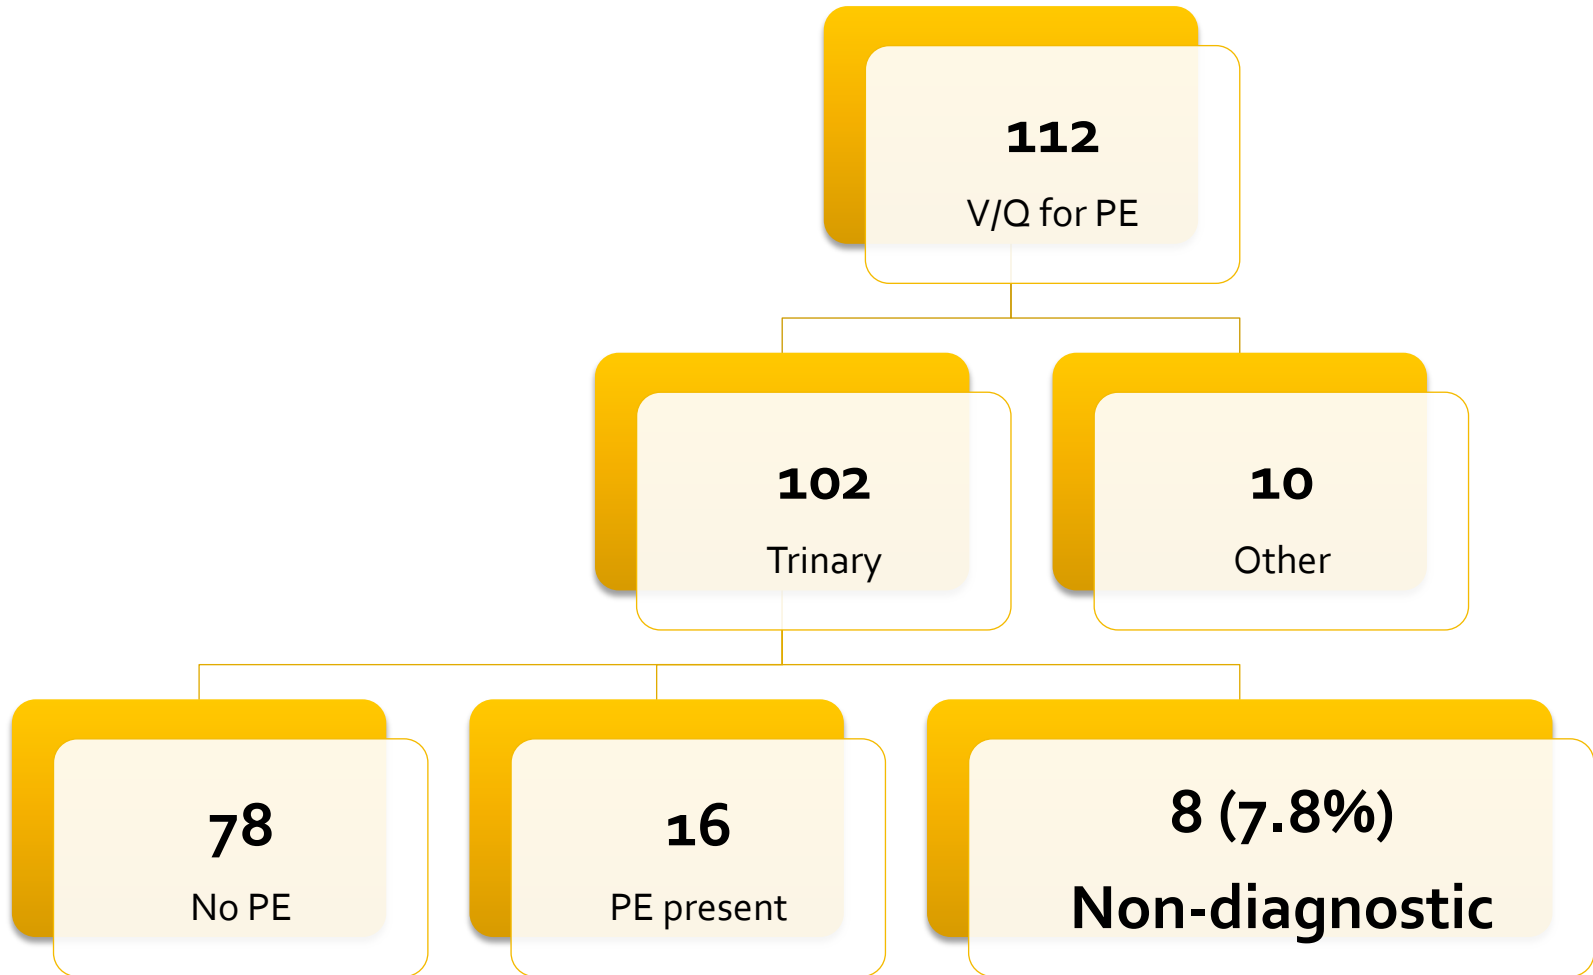 112
V/Q for PE
102
Trinary
10
Other
78
No PE
16
PE present
8 (7.8%)
Non-diagnostic